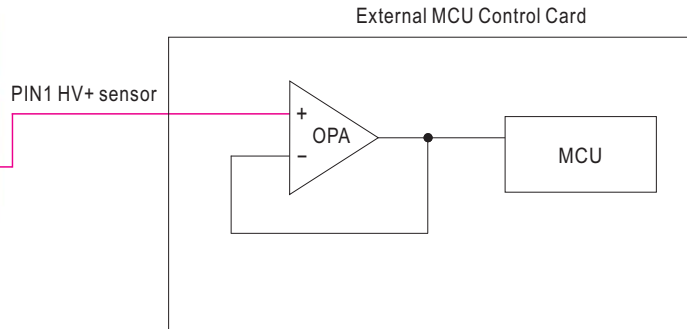 External MCU Control Card
PIN1 HV+ sensor
+
OPA
−
MCU